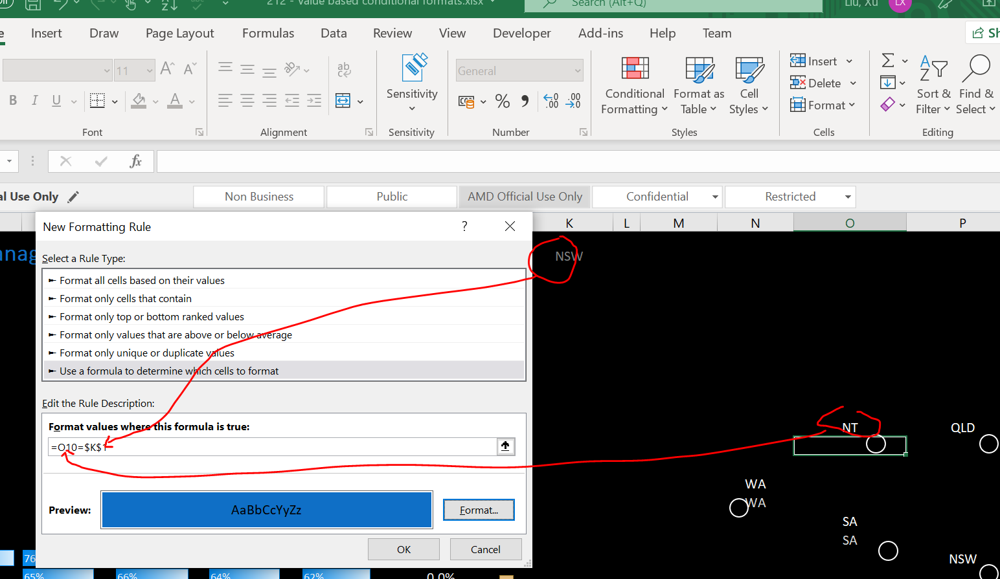 212 - Value based conditional formats.xlsx
Search (Alt+Q)
Liu, Xu
LX
Insert Draw Page Layout Formulas Data Review View Developer Add-ins Help Team
11
General
Insert
Delete
Format
Sensitivity
Conditional Formatting
Format as Table
Cell Styles
Sort & Filter
Find & Select
B I U
Font Alignment Sensitivity Number Styles Cells Editing
fx
Use Only
Non Business
Public
AMD Official Use Only
Confidential
Restricted
K L M N O P
New Formatting Rule
?
Select a Rule Type:
► Format all cells based on their values
► Format only cells that contain
► Format only top or bottom ranked values
► Format only values that are above or below average
► Format only unique or duplicate values
► Use a formula to determine which cells to format
Edit the Rule Description:
Format values where this formula is true:
=O10=$K$1
Preview:
AaBbCcYyZz
Format...
OK
Cancel
NSW
NT
QLD
WA
WA
SA
SA
NSW
76
65% 66% 64% 62% 0.0%